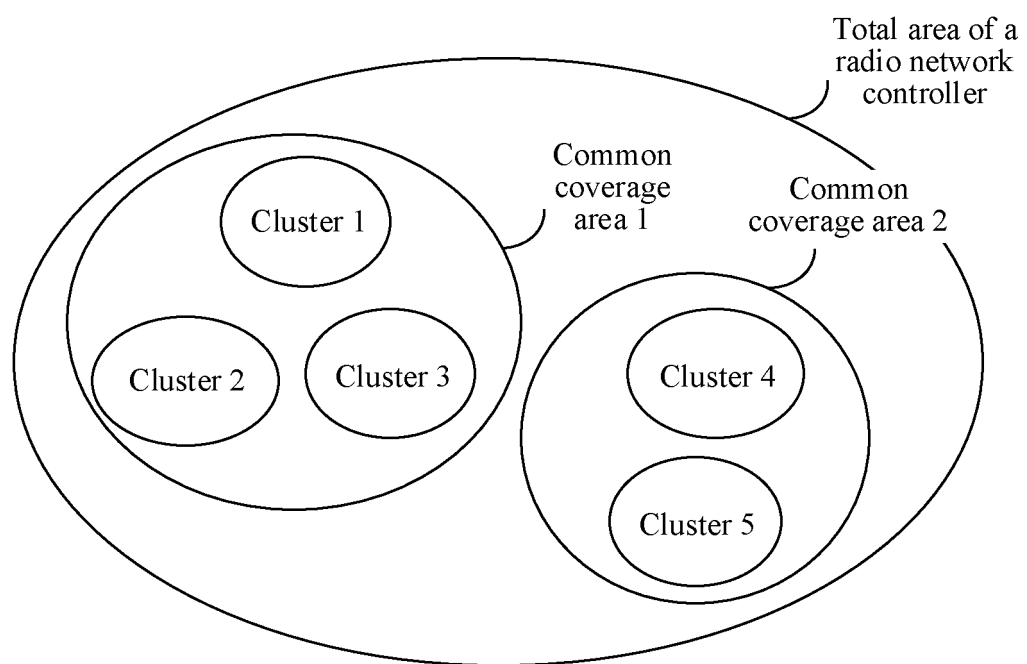 Total area of a
radio network
controller
Common
coverage
area 1
Common
coverage area 2
Cluster 1
Cluster 2
Cluster 3
Cluster 4
Cluster 5